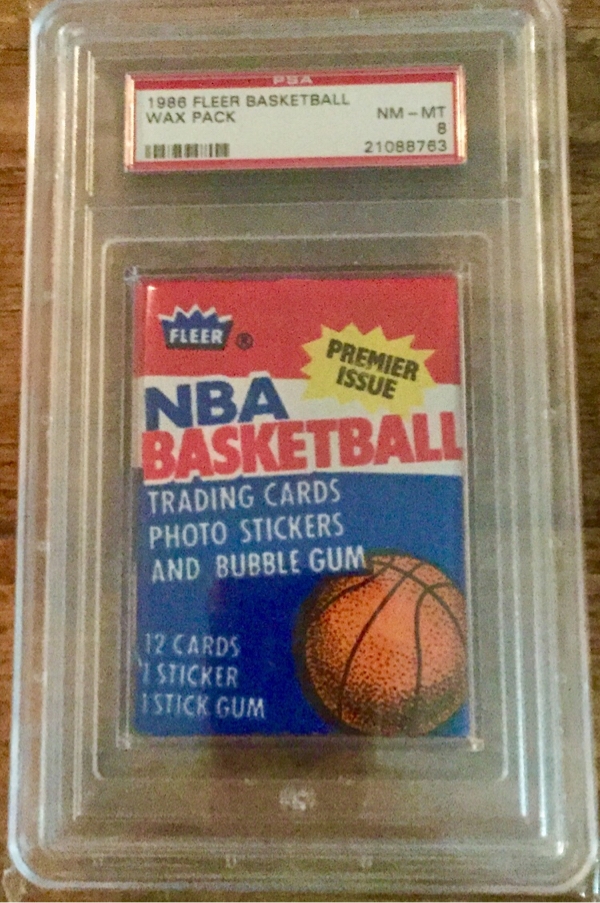 PSA
1986 FLEER BASKETBALL
WAX PACK
NM - MT
8
21088763
FLEER ®
PREMIER
ISSUE
NBA
BASKETBALL
TRADING CARDS
PHOTO STICKERS
AND BUBBLE GUM
12 CARDS
1 STICKER
1 STICK GUM